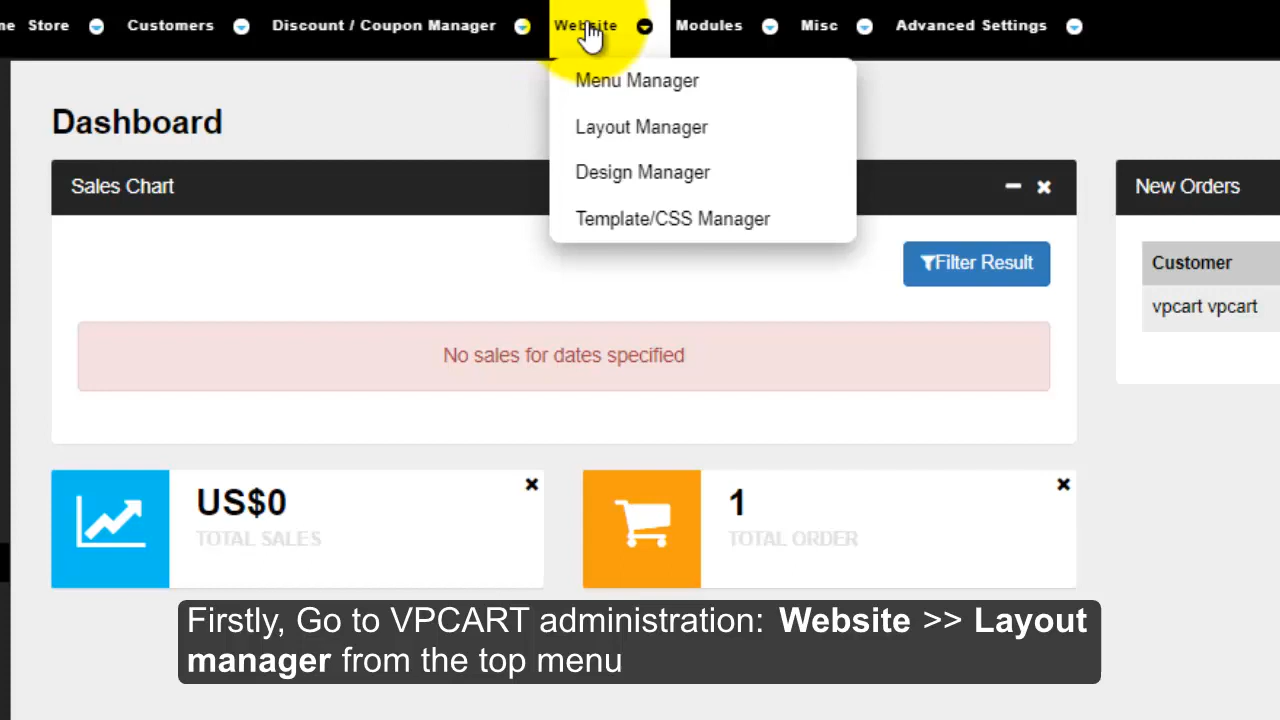 me Store Customers Discount / Coupon Manager Website Modules Misc Advanced Settings
Menu Manager
Layout Manager
Design Manager
Template/CSS Manager
Dashboard
Sales Chart
New Orders
Filter Result
Customer
vpcart vpcart
No sales for dates specified
US$0
TOTAL SALES
1
TOTAL ORDER
Firstly, Go to VPCART administration: Website >> Layout
manager from the top menu